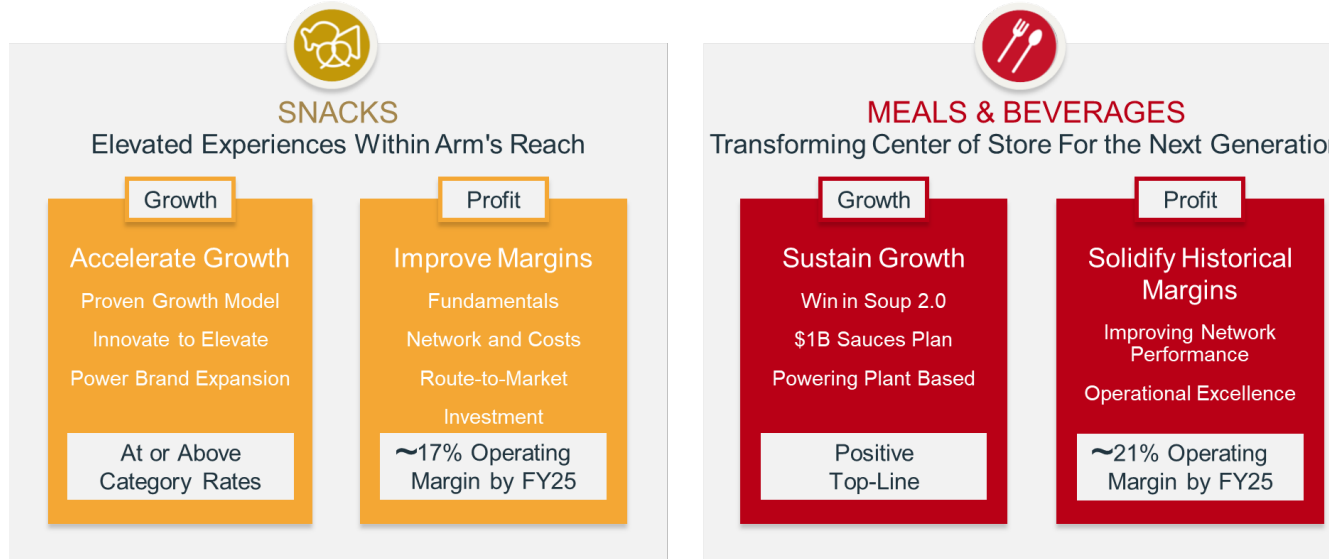 SNACKS
Elevated Experiences Within Arm's Reach
Growth
Accelerate Growth
Proven Growth Model
Innovate to Elevate
Power Brand Expansion
At or Above
Category Rates
Profit
Improve Margins
Fundamentals
Network and Costs
Route-to-Market
Investment
~17% Operating
Margin by FY25
MEALS & BEVERAGES
Transforming Center of Store For the Next Generation
Growth
Sustain Growth
Win in Soup 2.0
$1B Sauces Plan
Powering Plant Based
Positive
Top-Line
Profit
Solidify Historical
Margins
Improving Network
Performance
Operational Excellence
~21% Operating
Margin by FY25